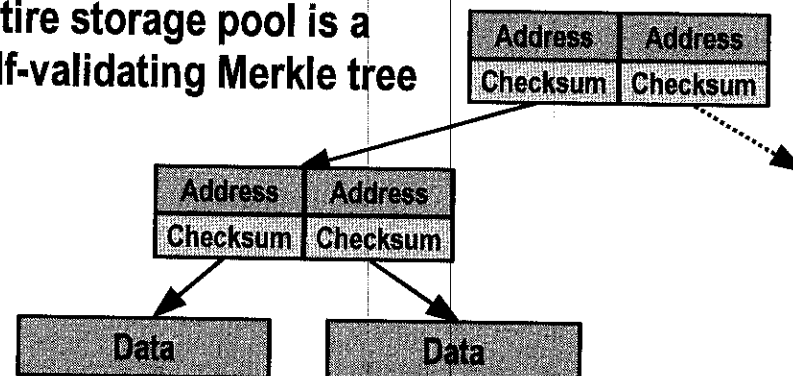 tire storage pool is a
lf-validating Merkle tree
Address Address
Checksum Checksum
Address Address
Checksum Checksum
Data Data